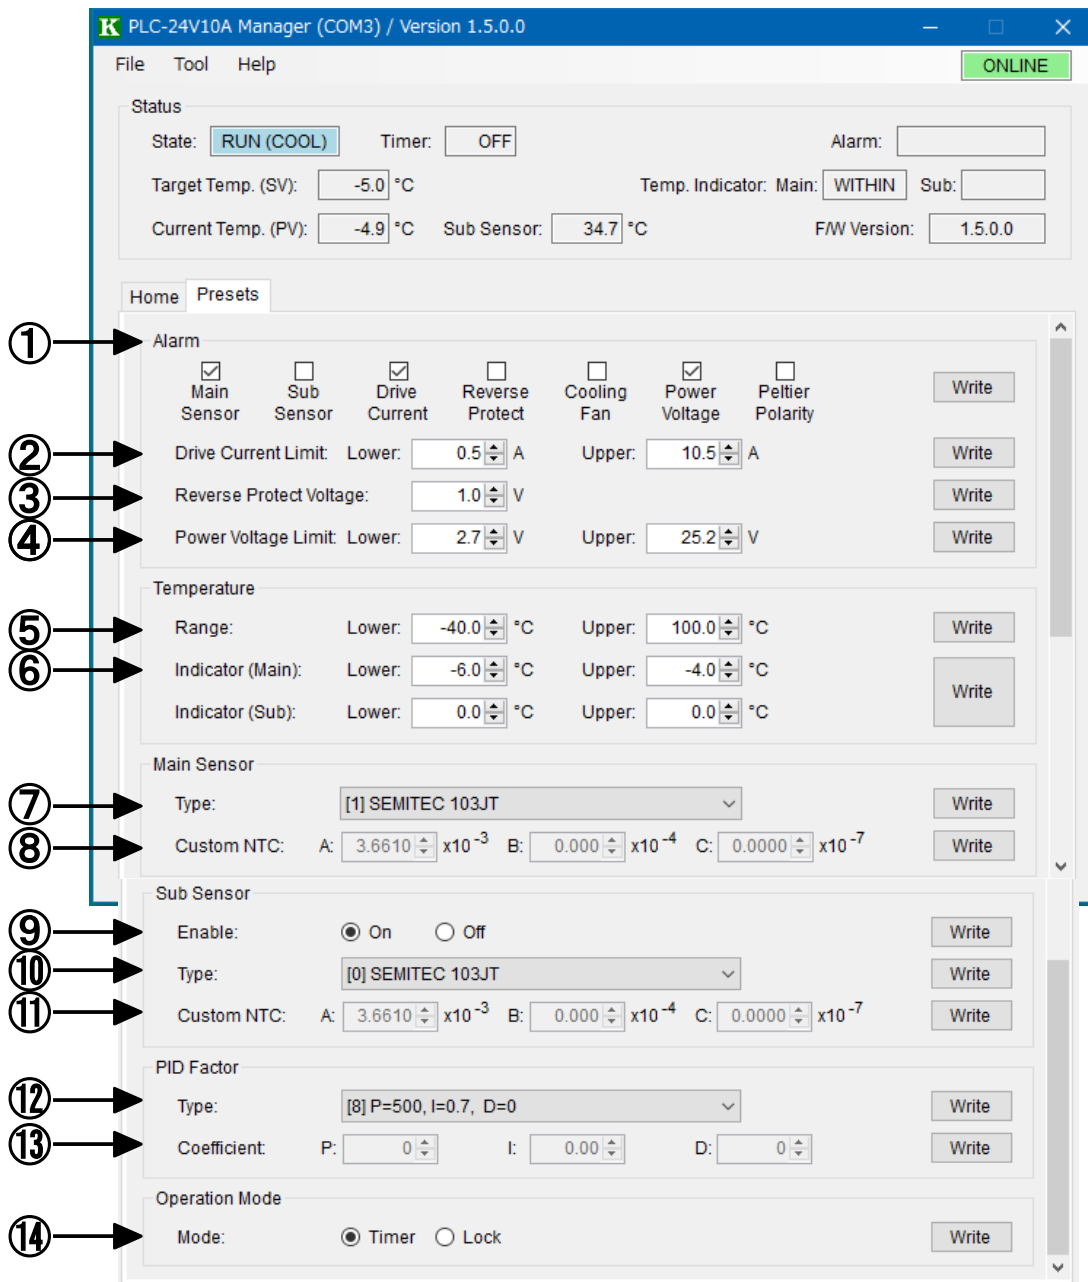 K PLC-24V10A Manager (COM3) / Version 1.5.0.0
File Tool Help ONLINE
Status
State: RUN (COOL) Timer: OFF Alarm:
Target Temp. (SV): -5.0 °C Temp. Indicator: Main: WITHIN Sub:
Current Temp. (PV): -4.9 °C Sub Sensor: 34.7 °C F/W Version: 1.5.0.0
Home Presets
① Alarm
Main Sensor Sub Sensor Drive Current Reverse Protect Cooling Fan Power Voltage Peltier Polarity Write
② Drive Current Limit: Lower: 0.5 A Upper: 10.5 A Write
③ Reverse Protect Voltage: 1.0 V Write
④ Power Voltage Limit: Lower: 2.7 V Upper: 25.2 V Write
Temperature
⑤ Range: Lower: -40.0 °C Upper: 100.0 °C Write
⑥ Indicator (Main): Lower: -6.0 °C Upper: -4.0 °C Write
Indicator (Sub): Lower: 0.0 °C Upper: 0.0 °C
Main Sensor
⑦ Type: [1] SEMITEC 103JT Write
⑧ Custom NTC: A: 3.6610 x10⁻³ B: 0.000 x10⁻⁴ C: 0.0000 x10⁻⁷ Write
Sub Sensor
⑨ Enable: On Off Write
⑩ Type: [0] SEMITEC 103JT Write
⑪ Custom NTC: A: 3.6610 x10⁻³ B: 0.000 x10⁻⁴ C: 0.0000 x10⁻⁷ Write
PID Factor
⑫ Type: [8] P=500, I=0.7, D=0 Write
⑬ Coefficient: P: 0 I: 0.00 D: 0 Write
Operation Mode
⑭ Mode: Timer Lock Write